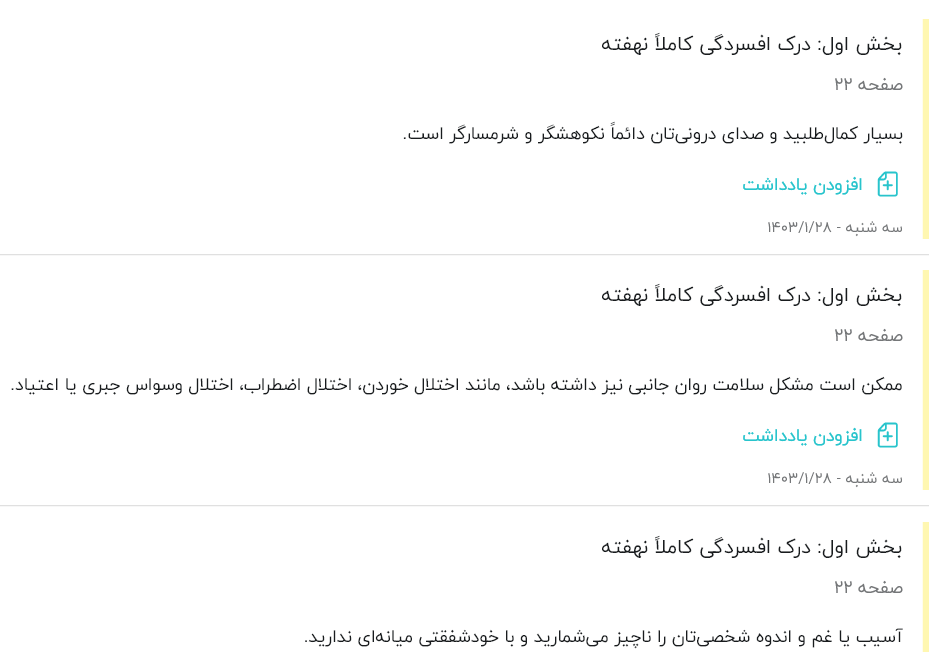 بخش اول: درک افسردگی کاملاً نهفته
صفحه ۲۲
بسیار کمال‌طلبید و صدای درونی‌تان دائماً نکوهشگر و شرمسارگر است.
افزودن یادداشت
سه شنبه - ۱۴۰۳/۱/۲۸
بخش اول: درک افسردگی کاملاً نهفته
صفحه ۲۲
ممکن است مشکل سلامت روان جانبی نیز داشته باشد، مانند اختلال خوردن، اختلال اضطراب، اختلال وسواس جبری یا اعتیاد.
افزودن یادداشت
سه شنبه - ۱۴۰۳/۱/۲۸
بخش اول: درک افسردگی کاملاً نهفته
صفحه ۲۲
آسیب یا غم و اندوه شخصی‌تان را ناچیز می‌شمارید و با خودشفقتی میانه‌ای ندارید.